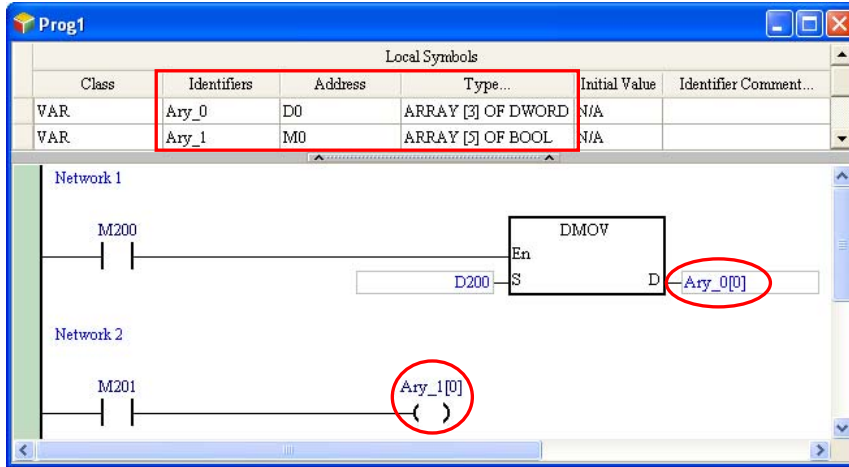 Prog1
Local Symbols
Class Identifiers Address Type... Initial Value Identifier Comment...
VAR Ary_0 D0 ARRAY [3] OF DWORD N/A
VAR Ary_1 M0 ARRAY [5] OF BOOL N/A
Network 1
M200
DMOV
En
D200 S D Ary_0[0]
Network 2
M201 Ary_1[0]